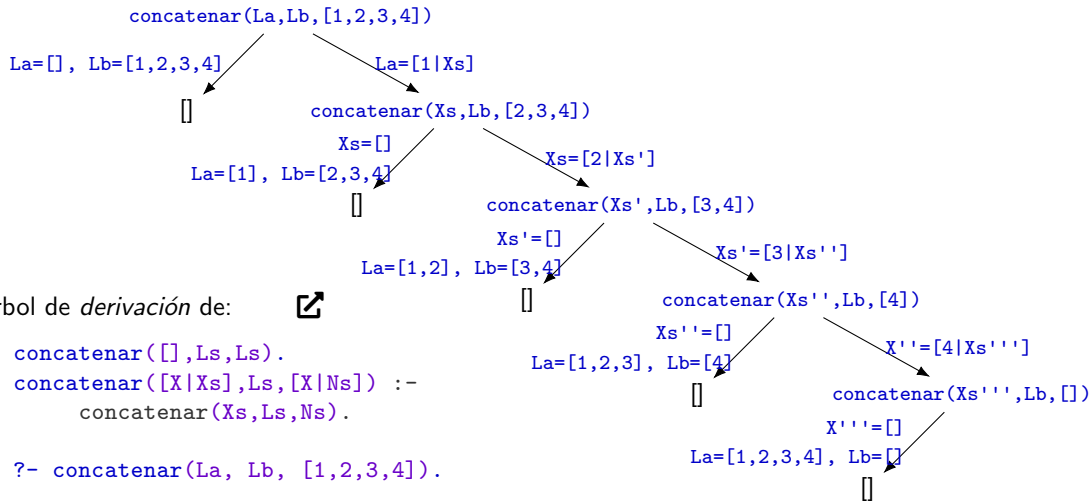 concatenar(La,Lb,[1,2,3,4])
La=[], Lb=[1,2,3,4]
La=[1|Xs]
[]
concatenar(Xs,Lb,[2,3,4])
Xs=[]
La=[1], Lb=[2,3,4]
Xs=[2|Xs']
[]
concatenar(Xs',Lb,[3,4])
Xs'=[]
La=[1,2], Lb=[3,4]
Xs'=[3|Xs'']
[]
concatenar(Xs'',Lb,[4])
Xs''=[]
La=[1,2,3], Lb=[4]
X''=[4|Xs''']
[]
concatenar(Xs''',Lb,[])
X'''=[]
La=[1,2,3,4], Lb=[]
[]
rbol de derivación de:
concatenar([],Ls,Ls).
concatenar([X|Xs],Ls,[X|Ns]) :-
concatenar(Xs,Ls,Ns).
?- concatenar(La, Lb, [1,2,3,4]).